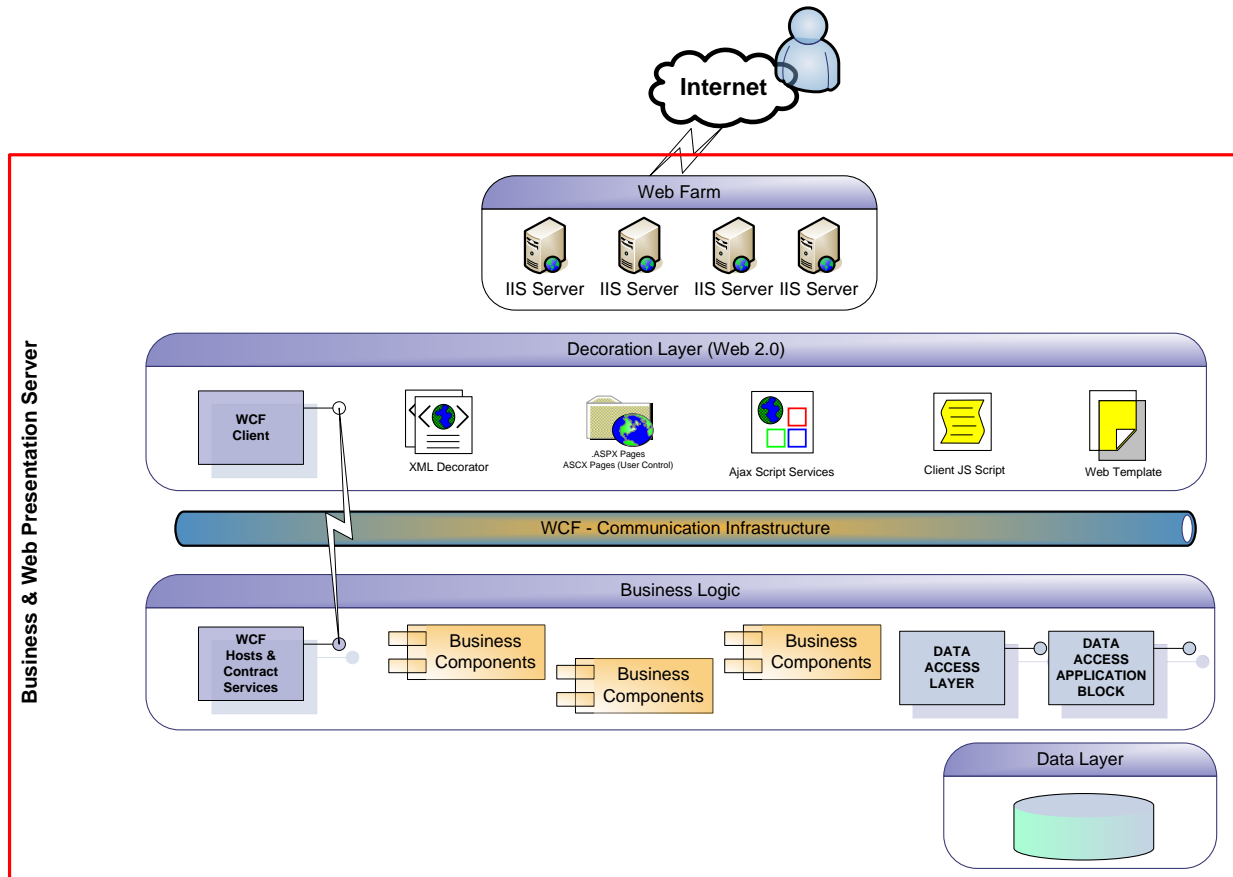 Internet
Web Farm
IIS Server IIS Server IIS Server IIS Server
Business & Web Presentation Server
Decoration Layer (Web 2.0)
WCF
Client
XML Decorator
.ASPX Pages
ASCX Pages (User Control)
Ajax Script Services
Client JS Script
Web Template
WCF - Communication Infrastructure
Business Logic
WCF
Hosts &
Contract
Services
Business
Components
Business
Components
Business
Components
DATA
ACCESS
LAYER
DATA
ACCESS
APPLICATION
BLOCK
Data Layer